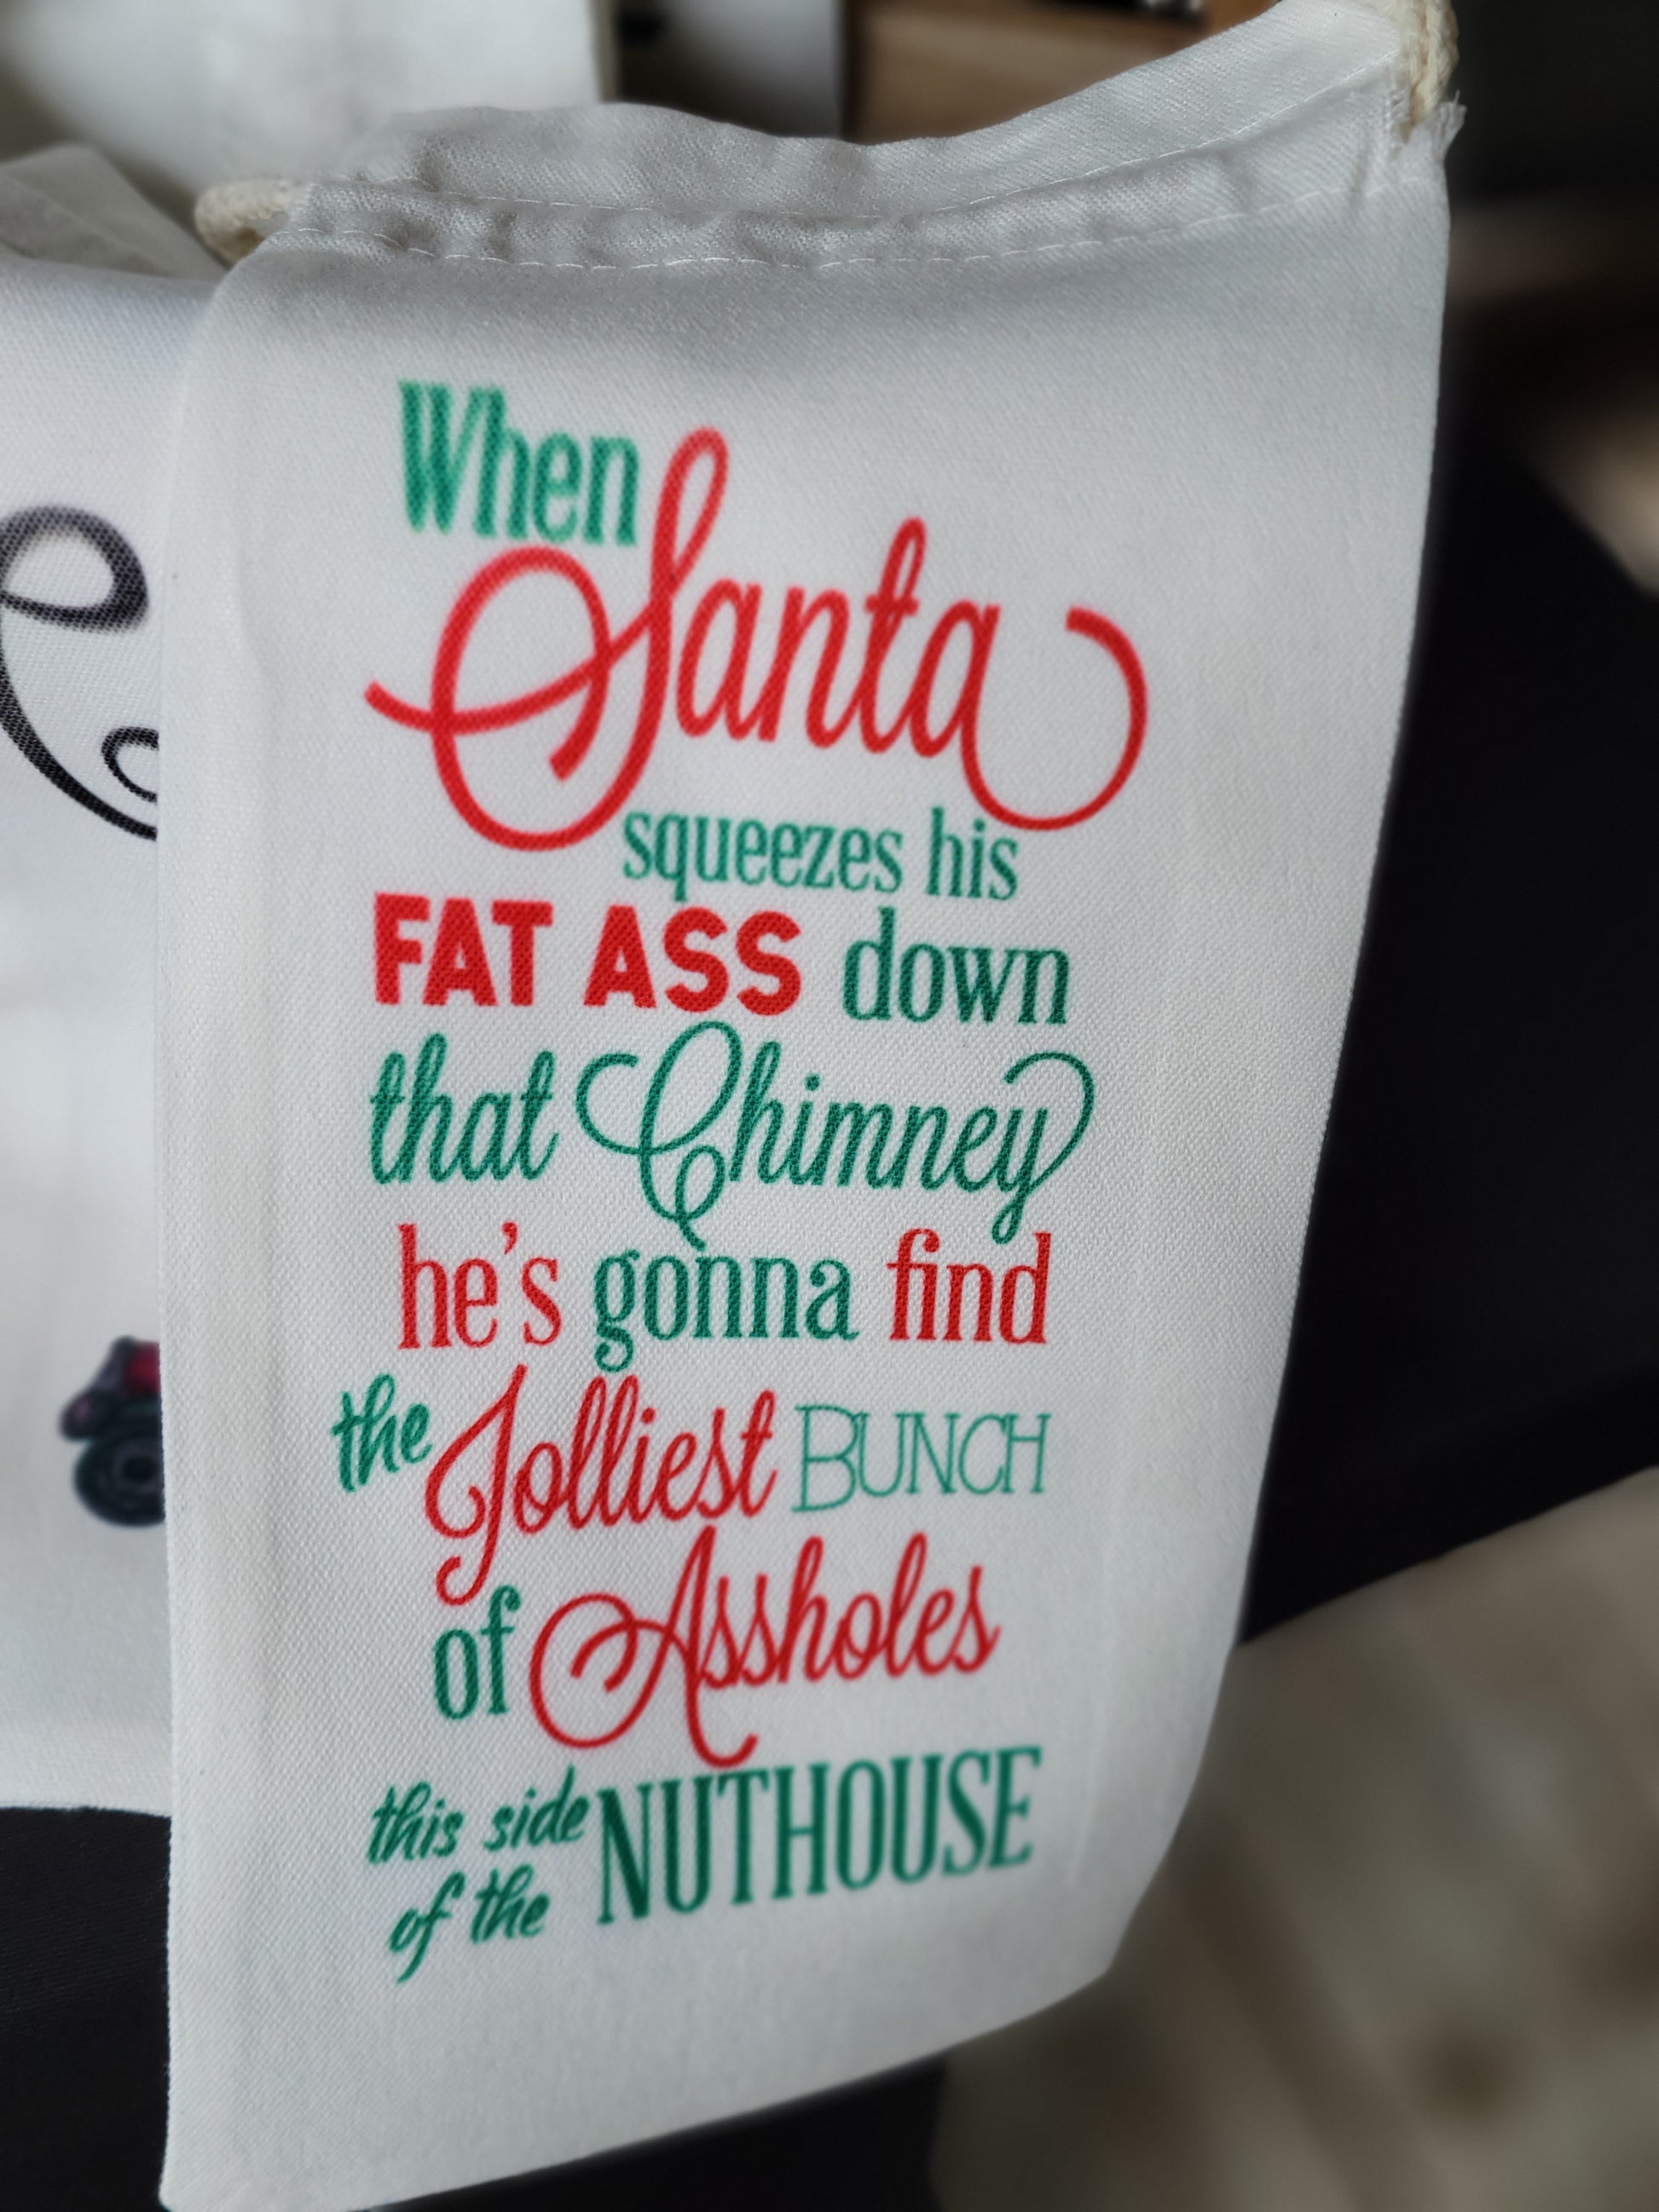 When
Santa
squeezes his
FAT ASS down
that Chimney
he's gonna find
the Jolliest BUNCH
of Assholes
this side
of the NUTHOUSE